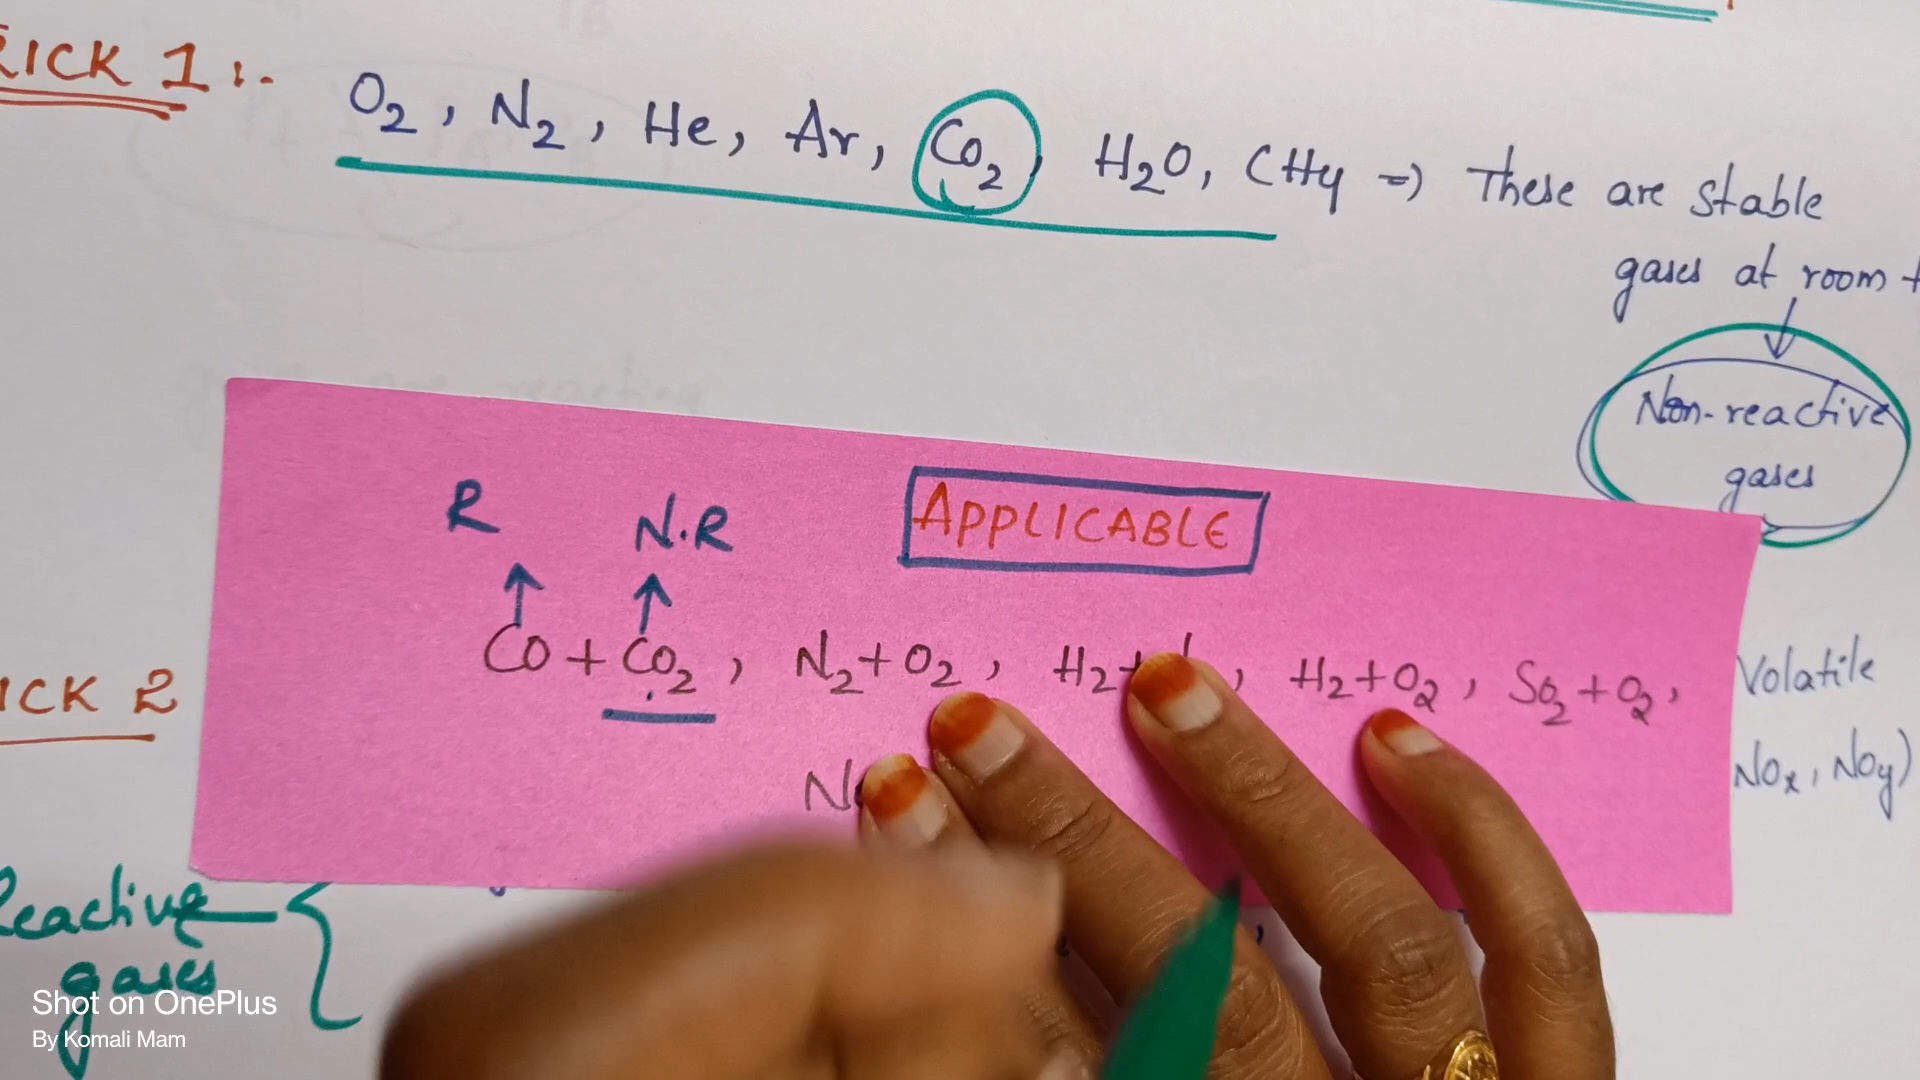 RICK 1:-
O2, N2, He, Ar, Co2, H2O, CH4 => These are stable
gases at room
Non-reactive
gases
APPLICABLE
R N.R
Co + Co2, N2+O2, H2+ , H2+O2, So2+O2,
ICK 2
Volatile
NOx, NOy)
Reactive
gases
Shot on OnePlus
By Komali Mam